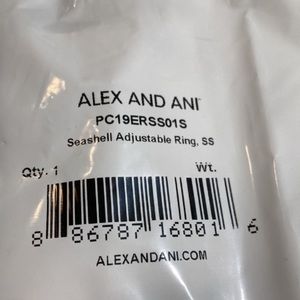 ALEX AND ANI
PC19ERSS01S
Seashell Adjustable Ring, SS
Qty. 1 Wt.
8 86787 16801 6
ALEXANDANI.COM